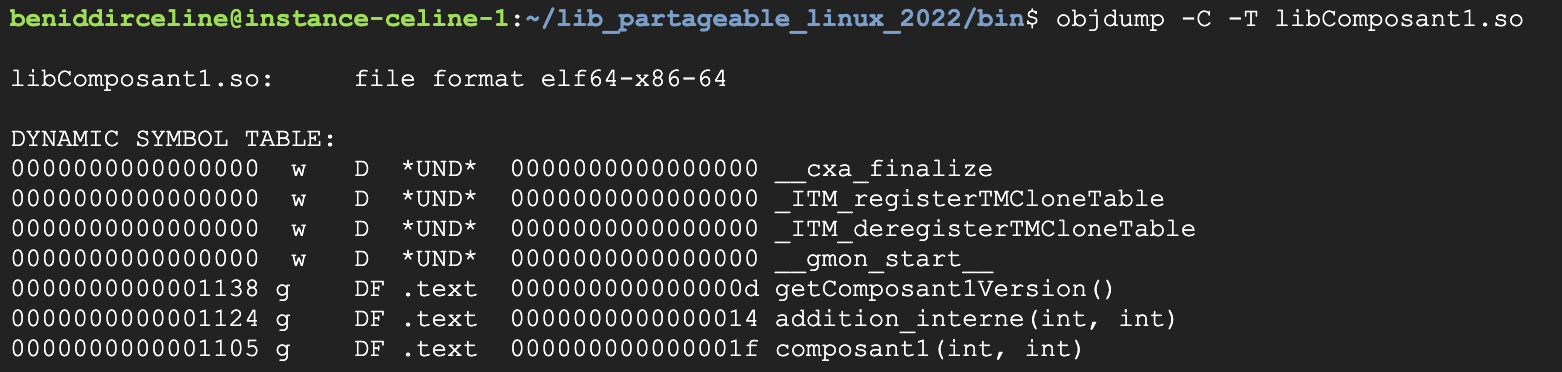 beniddirceline@instance-celine-1:~/lib_partageable_linux_2022/bin$ objdump -C -T libComposant1.so
libComposant1.so:     file format elf64-x86-64
DYNAMIC SYMBOL TABLE:
0000000000000000  w   D  *UND*  0000000000000000 __cxa_finalize
0000000000000000  w   D  *UND*  0000000000000000 _ITM_registerTMCloneTable
0000000000000000  w   D  *UND*  0000000000000000 _ITM_deregisterTMCloneTable
0000000000000000  w   D  *UND*  0000000000000000 __gmon_start__
0000000000001138 g    DF .text  000000000000000d getComposant1Version()
0000000000001124 g    DF .text  0000000000000014 addition_interne(int, int)
0000000000001105 g    DF .text  000000000000001f composant1(int, int)